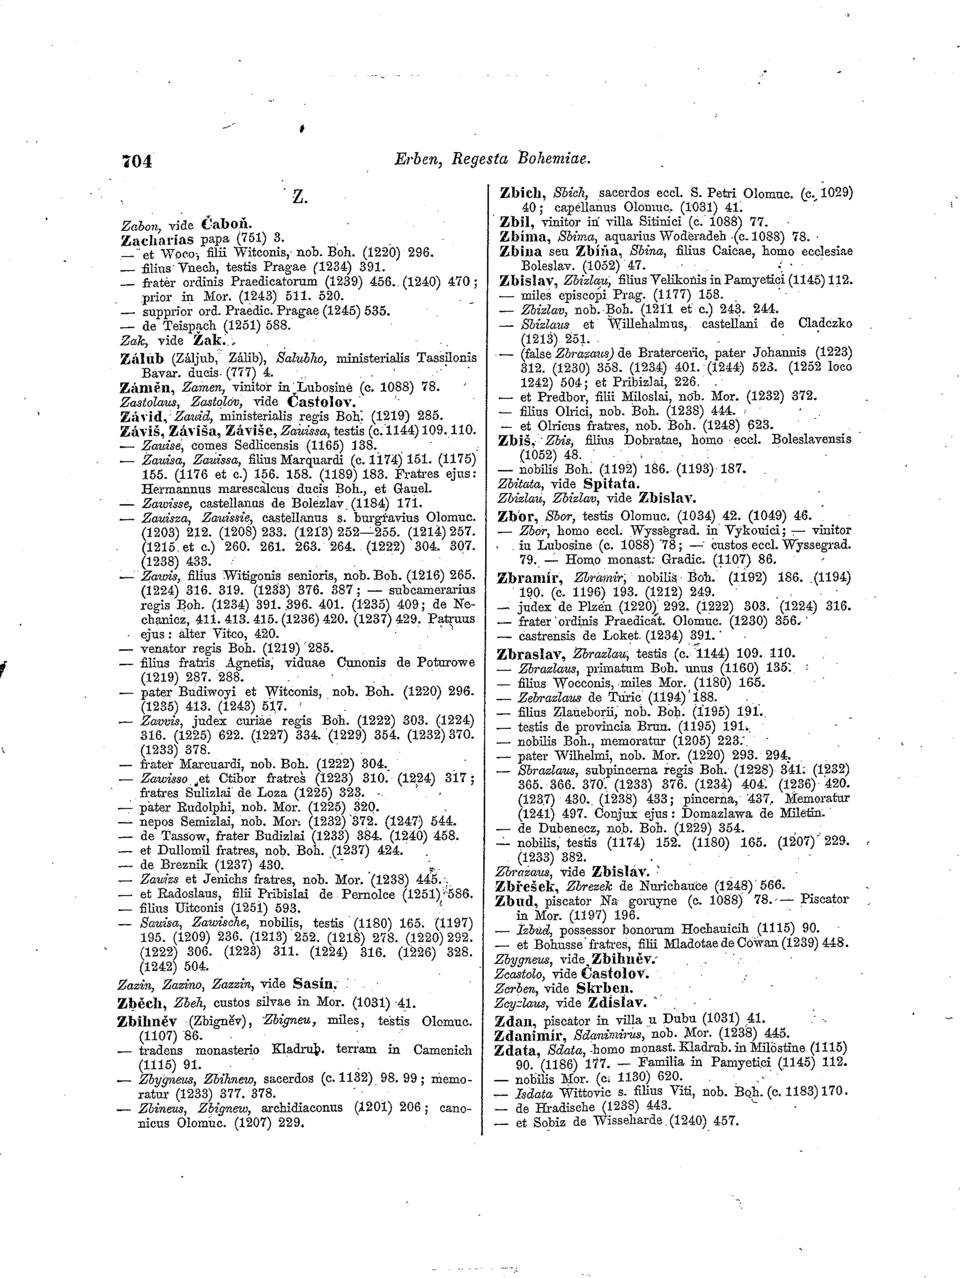 704
Erben, Regesta Bohemiae.
Z.
Zabon, vide Čaboň.
Zacharias papa (751) 3.
— et Woco, filii Witconis, nob. Boh. (1220) 296.
— filius Vnech, testis Pragae (1234) 391.
— frater ordinis Praedicatorum (1239) 456. (1240) 470;
prior in Mor. (1243) 511. 520.
— supprior ord. Praedic. Pragae (1245) 535.
— de Teispach (1251) 588.
Zak, vide Žak.
Zálub (Záljub, Zálib), Salubho, ministerialis Tassilonis
Bavar. ducis (777) 4.
Záměn, Zamen, vinitor in Lubosine (c. 1088) 78.
Zastolaus, Zastolov, vide Častolov.
Závid, Zauid, ministerialis regis Boh. (1219) 285.
Záviš, Záviša, Záviše, Zauissa, testis (c. 1144) 109. 110.
— Zauise, comes Sedlicensis (1165) 138.
— Zauisa, Zauissa, filius Marquardi (c. 1174) 151. (1175)
155. (1176 et c.) 156. 158. (1189) 183. Fratres ejus:
Hermannus marescalcus ducis Boh., et Gauel.
— Zawisse, castellanus de Bolezlav (1184) 171.
— Zauisza, Zauissie, castellanus s. burgravius Olomuc.
(1203) 212. (1208) 233. (1213) 252—255. (1214) 257.
(1215 et c.) 260. 261. 263. 264. (1222) 304. 307.
(1238) 433.
— Zawis, filius Witigonis senioris, nob. Boh. (1216) 265.
(1224) 316. 319. (1233) 376. 387; — subcamerarius
regis Boh. (1234) 391. 396. 401. (1235) 409; de Ne-
chanicz, 411. 413. 415. (1236) 420. (1237) 429. Patruus
ejus: alter Vitco, 420.
— venator regis Boh. (1219) 285.
— filius fratris Agnetis, viduae Cunonis de Poturowe
(1219) 287. 288.
— pater Budiwoyi et Witconis, nob. Boh. (1220) 296.
(1235) 413. (1243) 517.
— Zavvis, judex curiae regis Boh. (1222) 303. (1224)
316. (1225) 622. (1227) 334. (1229) 354. (1232) 370.
(1233) 378.
— frater Marcuardi, nob. Boh. (1222) 304.
— Zawisso et Ctibor fratres (1223) 310. (1224) 317;
fratres Sulizlai de Loza (1225) 323.
— pater Rudolphi, nob. Mor. (1225) 320.
— nepos Semizlai, nob. Mor. (1232) 372. (1247) 544.
— de Tassow, frater Budizlai (1233) 384. (1240) 458.
— et Dullomil fratres, nob. Boh. (1237) 424.
— de Breznik (1237) 430.
— Zauizs et Jenichs fratres, nob. Mor. (1238) 445.
— et Radoslaus, filii Pribislai de Pernolce (1251) 586.
— filius Uitconis (1251) 593.
— Sauisa, Zawische, nobilis, testis (1180) 165. (1197)
195. (1209) 236. (1213) 252. (1218) 278. (1220) 292.
(1222) 306. (1223) 311. (1224) 316. (1226) 328.
(1242) 504.
Zazin, Zazino, Zazzin, vide Sasín.
Zběch, Zbeh, custos silvae in Mor. (1031) 41.
Zbihněv (Zbigněv), Zbigneu, miles, testis Olomuc.
(1107) 86.
— tradens monasterio Kladrub. terram in Camenich
(1115) 91.
— Zbygneus, Zbihnew, sacerdos (c. 1132) 98. 99; memo-
ratur (1233) 377. 378.
— Zbineus, Zbignew, archidiaconus (1201) 206; cano-
nicus Olomuc. (1207) 229.
Zbich, Sbich, sacerdos eccl. S. Petri Olomuc. (c. 1029)
40; capellanus Olomuc. (1031) 41.
Zbil, vinitor in villa Sitinici (c. 1088) 77.
Zbima, Sbima, aquarius Woděradeh (c. 1088) 78.
Zbina seu Zbiňa, Sbina, filius Caicae, homo ecclesiae
Boleslav. (1052) 47.
Zbislav, Zbizlau, filius Velikonis in Pamyetici (1145) 112.
— miles episcopi Prag. (1177) 158.
— Zbizlav, nob. Boh. (1211 et c.) 243. 244.
— Sbizlaus et Willehalmus, castellani de Cladczko
(1213) 251.
— (false Zbrazaus) de Braterceric, pater Johannis (1223)
312. (1230) 358. (1234) 401. (1244) 523. (1252 loco
1242) 504; et Pribizlai, 226.
— et Predbor, filii Miloslai, nob. Mor. (1232) 372.
— filius Olrici, nob. Boh. (1238) 444.
— et Olricus fratres, nob. Boh. (1248) 623.
Zbiš, Zbis, filius Dobratae, homo eccl. Boleslavensis
(1052) 48.
— nobilis Boh. (1192) 186. (1193) 187.
Zbitata, vide Spitata.
Zbizlau, Zbizlav, vide Zbislav.
Zbor, Sbor, testis Olomuc. (1034) 42. (1049) 46.
— Zbor, homo eccl. Wyssegrad. in Vykouici; — vinitor
in Lubosine (c. 1088) 78; — custos eccl. Wyssegrad.
79. — Homo monast. Gradic. (1107) 86.
Zbramír, Zbramir, nobilis Boh. (1192) 186. (1194)
190. (c. 1196) 193. (1212) 249.
— judex de Plzen (1220) 292. (1222) 303. (1224) 316.
— frater ordinis Praedicat. Olomuc. (1230) 356.
— castrensis de Loket (1234) 391.
Zbraslav, Zbrazlau, testis (c. 1144) 109. 110.
— Zbrazlaus, primatum Boh. unus (1160) 135.
— filius Wocconis, miles Mor. (1180) 165.
— Zebrazlaus de Turic (1194) 188.
— filius Zlaueborii, nob. Boh. (1195) 191.
— testis de provincia Brun. (1195) 191.
— nobilis Boh., memoratur (1205) 223.
— pater Wilhelmi, nob. Mor. (1220) 293. 294.
— Sbrazlaus, subpincerna regis Boh. (1228) 341. (1232)
365. 366. 370. (1233) 376. (1234) 404. (1236) 420.
(1237) 430. (1238) 433; pincerna, 437. Memoratur
(1241) 497. Conjux ejus: Domazlawa de Miletin.
— de Dubenecz, nob. Boh. (1229) 354.
— nobilis, testis (1174) 152. (1180) 165. (1207) 229.
(1233) 382.
Zbrazaus, vide Zbislav.
Zbřešek, Zbrezek de Nurichauce (1248) 566.
Zbud, piscator Na goruyne (c. 1088) 78. — Piscator
in Mor. (1197) 196.
— Izbud, possessor bonorum Hochauicih (1115) 90.
— et Bohusse fratres, filii Mladotae de Cowan (1239) 448.
Zbygneus, vide Zbihněv.
Zcastolo, vide Častolov.
Zcrben, vide Skrben.
Zcyzlaus, vide Zdislav.
Zdan, piscator in villa u Dubu (1031) 41.
Zdanimír, Sdanimirus, nob. Mor. (1238) 445.
Zdata, Sdata, homo monast. Kladrub. in Milostine (1115)
90. (1186) 177. — Familia in Pamyetici (1145) 112.
— nobilis Mor. (c. 1130) 620.
— Isdata Wittovic s. filius Viti, nob. Boh. (c. 1183) 170.
— de Hradische (1238) 443.
— et Sobiz de Wisseharde (1240) 457.